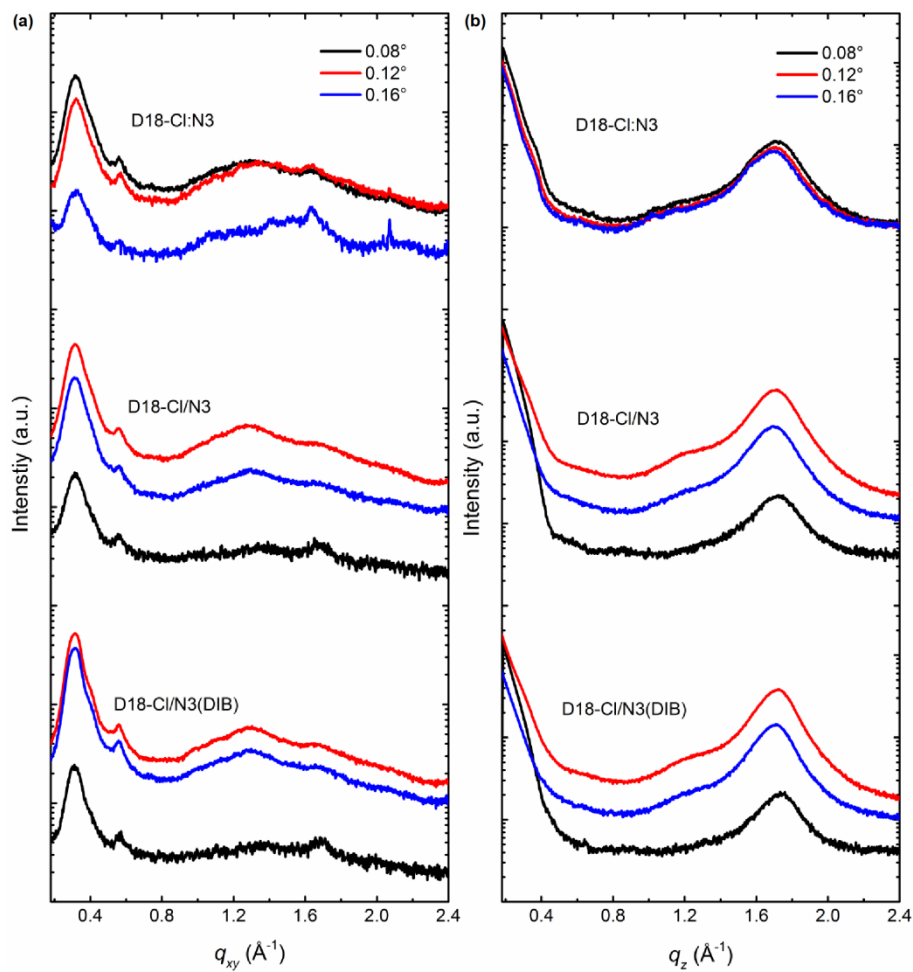 (a)
0.08°
0.12°
0.16°
D18-Cl:N3
D18-Cl/N3
D18-Cl/N3(DIB)
Intenstiy (a.u.)
0.4 0.8 1.2 1.6 2.0 2.4
qxy (Å-1)
(b)
0.08°
0.12°
0.16°
D18-Cl:N3
D18-Cl/N3
D18-Cl/N3(DIB)
Intensity (a.u.)
0.4 0.8 1.2 1.6 2.0 2.4
qz (Å-1)